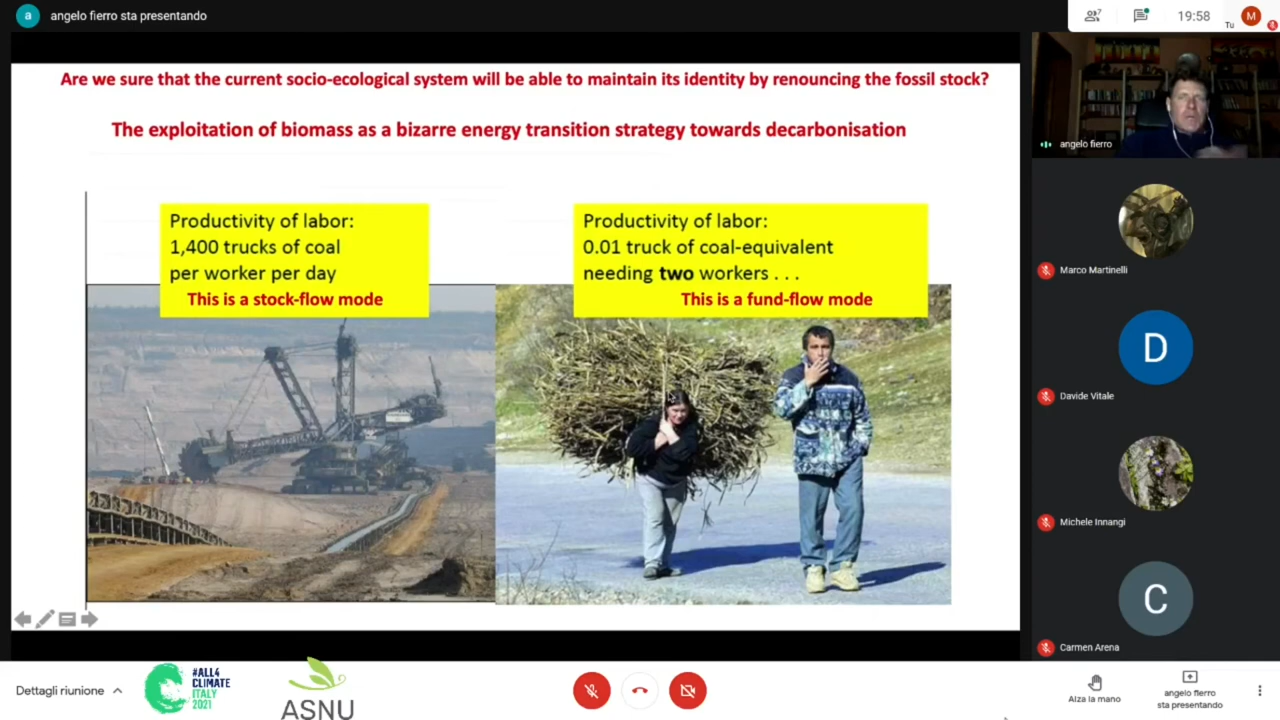 a
angelo fierro sta presentando
7
19:58
Tu
M
Are we sure that the current socio-ecological system will be able to maintain its identity by renouncing the fossil stock?
The exploitation of biomass as a bizarre energy transition strategy towards decarbonisation
Productivity of labor:
1,400 trucks of coal
per worker per day
This is a stock-flow mode
Productivity of labor:
0.01 truck of coal-equivalent
needing two workers . . .
This is a fund-flow mode
angelo fierro
Marco Martinelli
D
Davide Vitale
Michele Innangi
C
Carmen Arena
Dettagli riunione
#ALL4
CLIMATE
ITALY
2021
ASNU
Alza la mano
angelo fierro
sta presentando